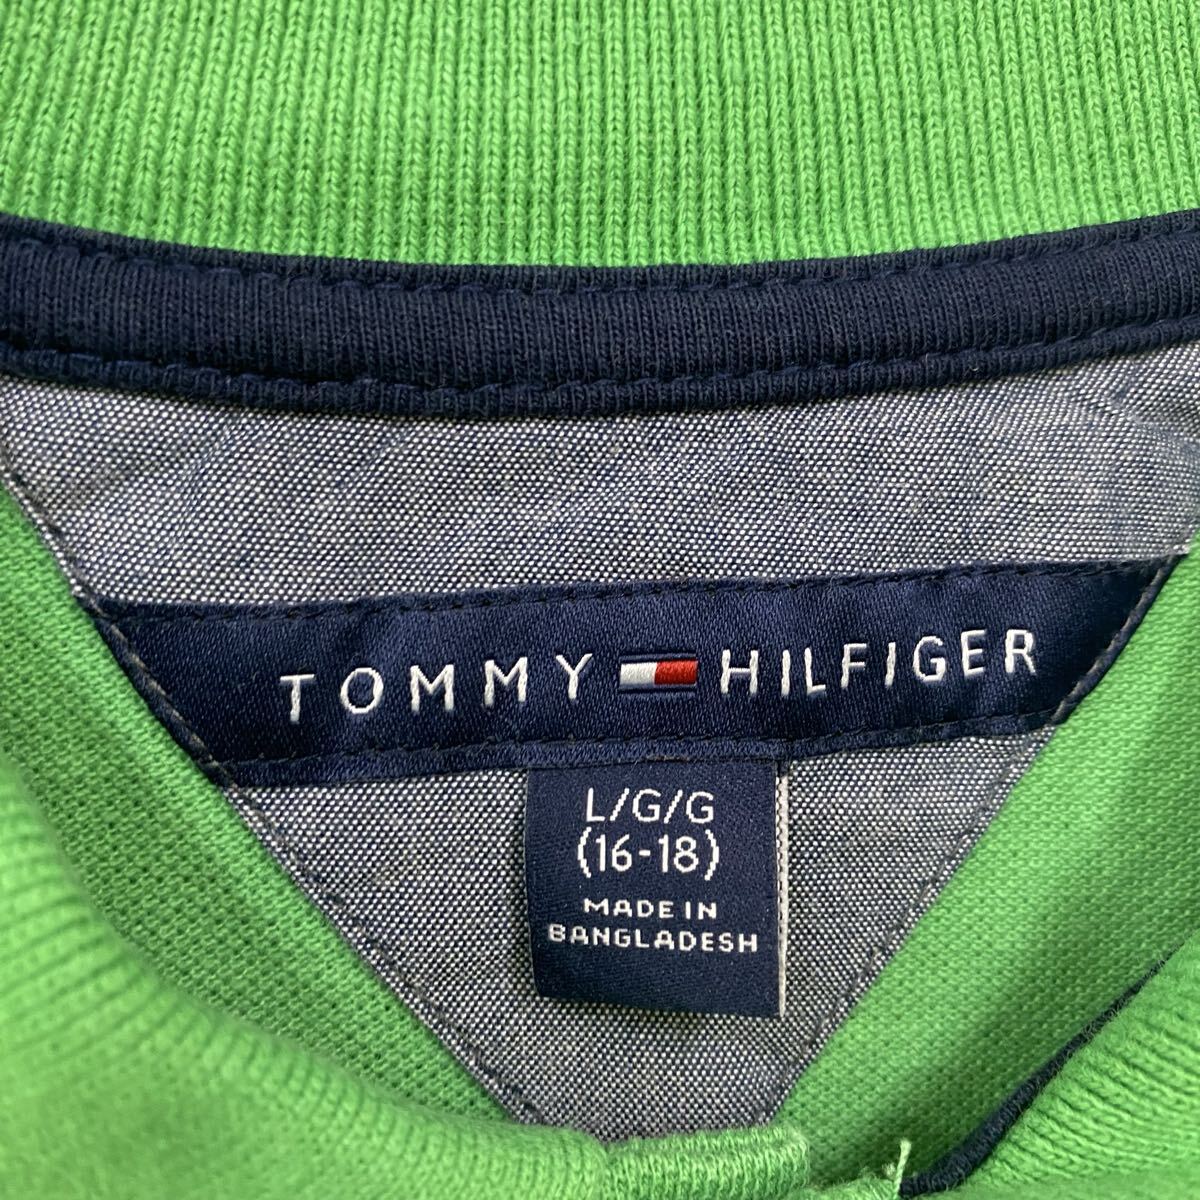 TOMMY HILFIGER
L/G/G
(16-18)
MADE IN
BANGLADESH